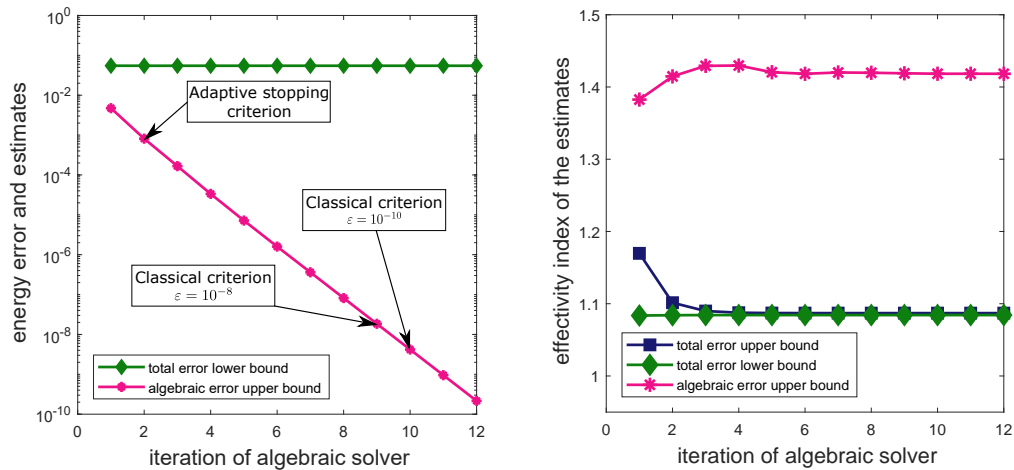 10^0
10^-2
10^-4
10^-6
10^-8
10^-10
energy error and estimates
Adaptive stopping
criterion
Classical criterion
ε = 10^-10
Classical criterion
ε = 10^-8
total error lower bound
algebraic error upper bound
0 2 4 6 8 10 12
iteration of algebraic solver
1.5
1.4
1.3
1.2
1.1
1
effectivity index of the estimates
total error upper bound
total error lower bound
algebraic error upper bound
0 2 4 6 8 10 12
iteration of algebraic solver